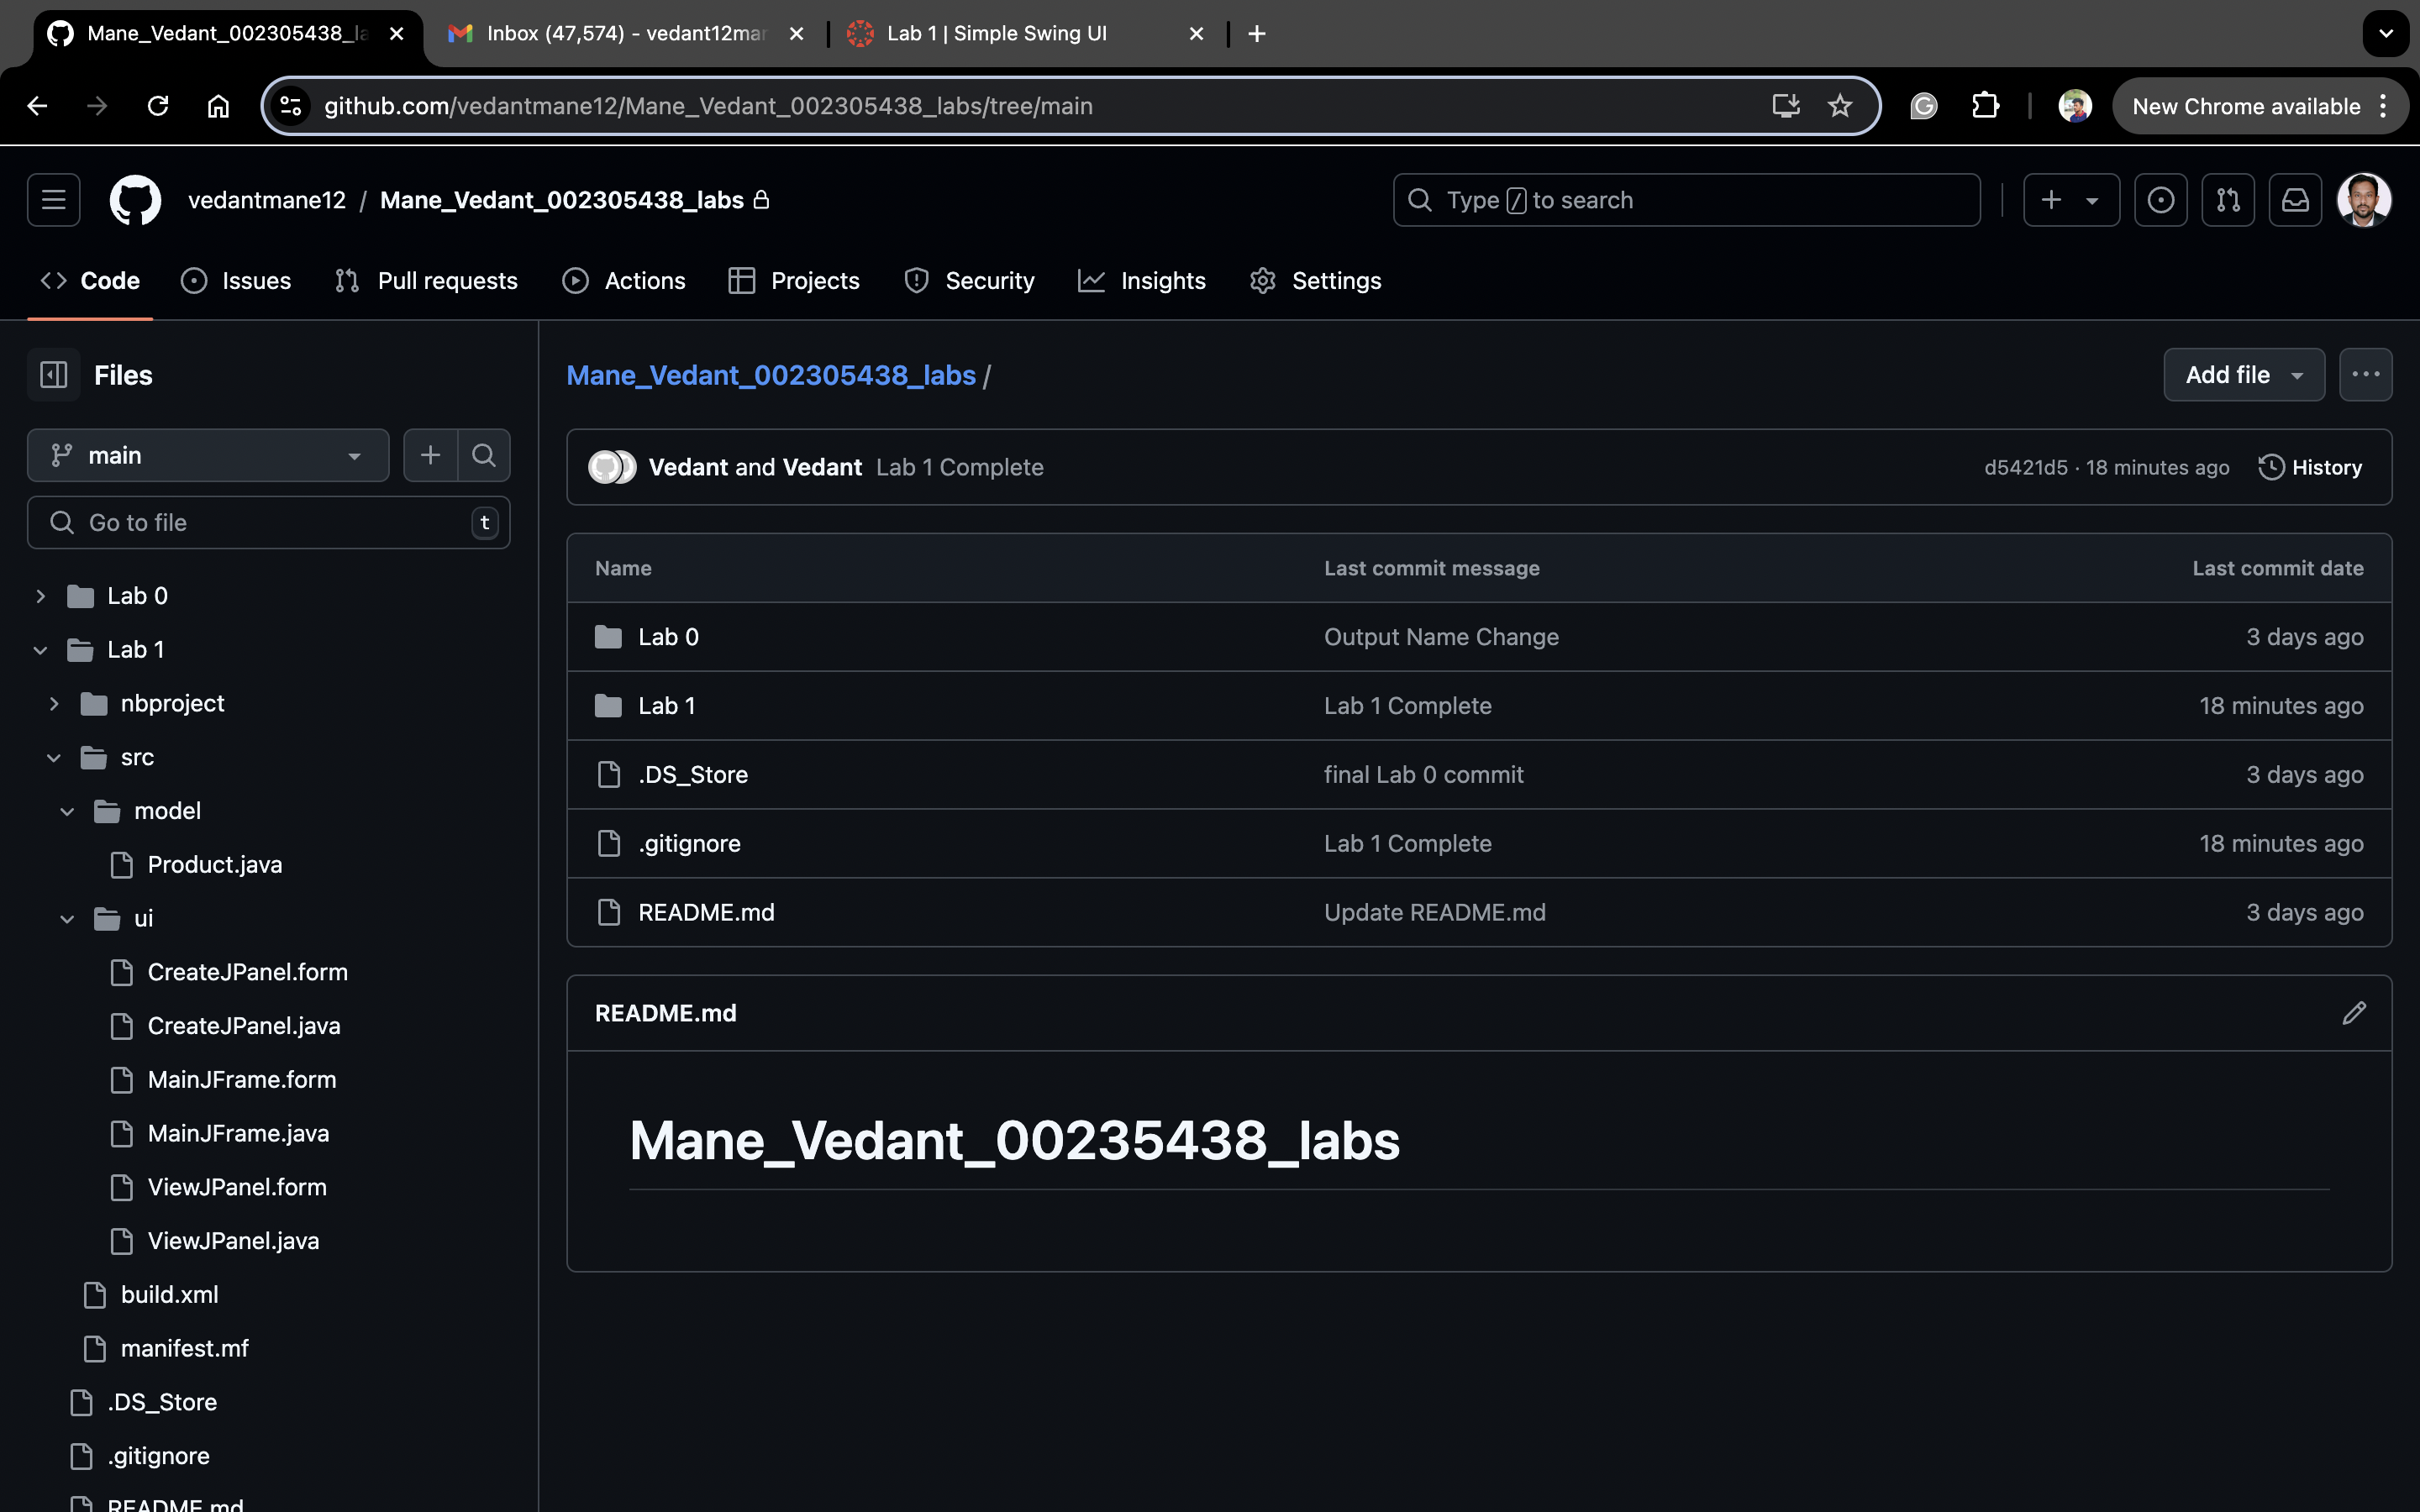 Mane_Vedant_002305438_la
Inbox (47,574) - vedant12mar
Lab 1 | Simple Swing UI
github.com/vedantmane12/Mane_Vedant_002305438_labs/tree/main
New Chrome available
vedantmane12 / Mane_Vedant_002305438_labs
Type / to search
Code
Issues
Pull requests
Actions
Projects
Security
Insights
Settings
Files
main
Go to file
t
Lab 0
Lab 1
nbproject
src
model
Product.java
ui
CreateJPanel.form
CreateJPanel.java
MainJFrame.form
MainJFrame.java
ViewJPanel.form
ViewJPanel.java
build.xml
manifest.mf
.DS_Store
.gitignore
README.md
Mane_Vedant_002305438_labs /
Add file
Vedant and Vedant Lab 1 Complete
d5421d5 · 18 minutes ago
History
Name Last commit message Last commit date
Lab 0 Output Name Change 3 days ago
Lab 1 Lab 1 Complete 18 minutes ago
.DS_Store final Lab 0 commit 3 days ago
.gitignore Lab 1 Complete 18 minutes ago
README.md Update README.md 3 days ago
README.md
Mane_Vedant_00235438_labs